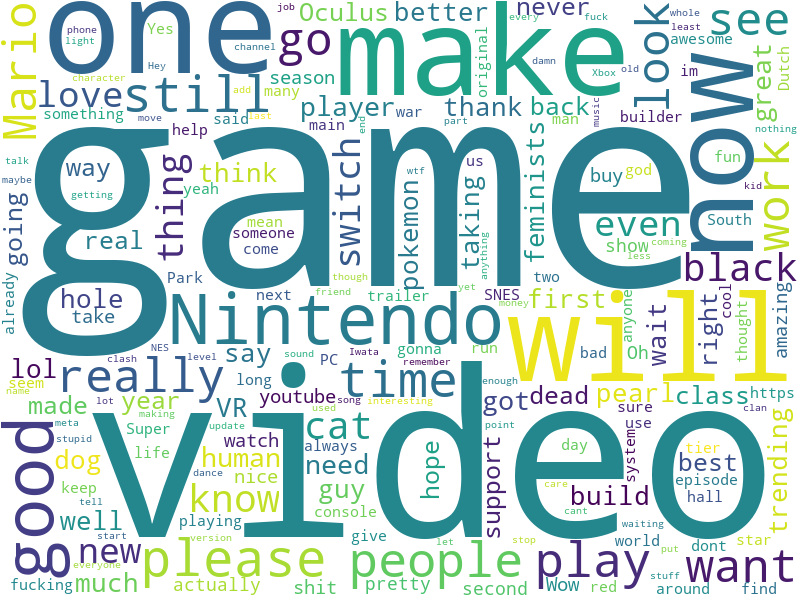 game
video
one
make
now
will
Nintendo
good
people
still
go
see
Mario
love
Oculus
better
never
look
great
work
black
even
feminists
switch
pokemon
taking
thing
think
player
thank
back
season
something
many
said
main
war
original
awesome
im
Xbox
old
whole
least
every
fuck
damn
job
phone
light
Yes
Hey
channel
character
add
last
move
help
part
end
man
music
builder
Dutch
nothing
fun
kid
god
buy
us
wtf
yeah
mean
someone
come
way
talk
maybe
getting
going
real
hole
take
already
Park
next
though
friend
trailer
yet
anything
SNES
first
show
coming
less
two
South
money
anyone
wait
right
cool
thought
amazing
bad
Oh
run
gonna
Iwata
remember
PC
sound
level
clash
NES
say
long
lol
really
time
seem
name
made
year
lot
meta
stupid
making
Super
update
life
VR
watch
youtube
song
used
interesting
enough
got
dead
pearl
class
https
sure
use
clan
trending
tier
best
episode
hall
system
day
point
support
hope
cat
always
need
human
nice
dog
keep
tell
well
know
dance
guy
console
playing
start
version
new
please
play
want
build
care
cant
waiting
world
dont
star
put
stop
let
give
fucking
much
everyone
actually
shit
pretty
second
Wow
red
stuff
around
find